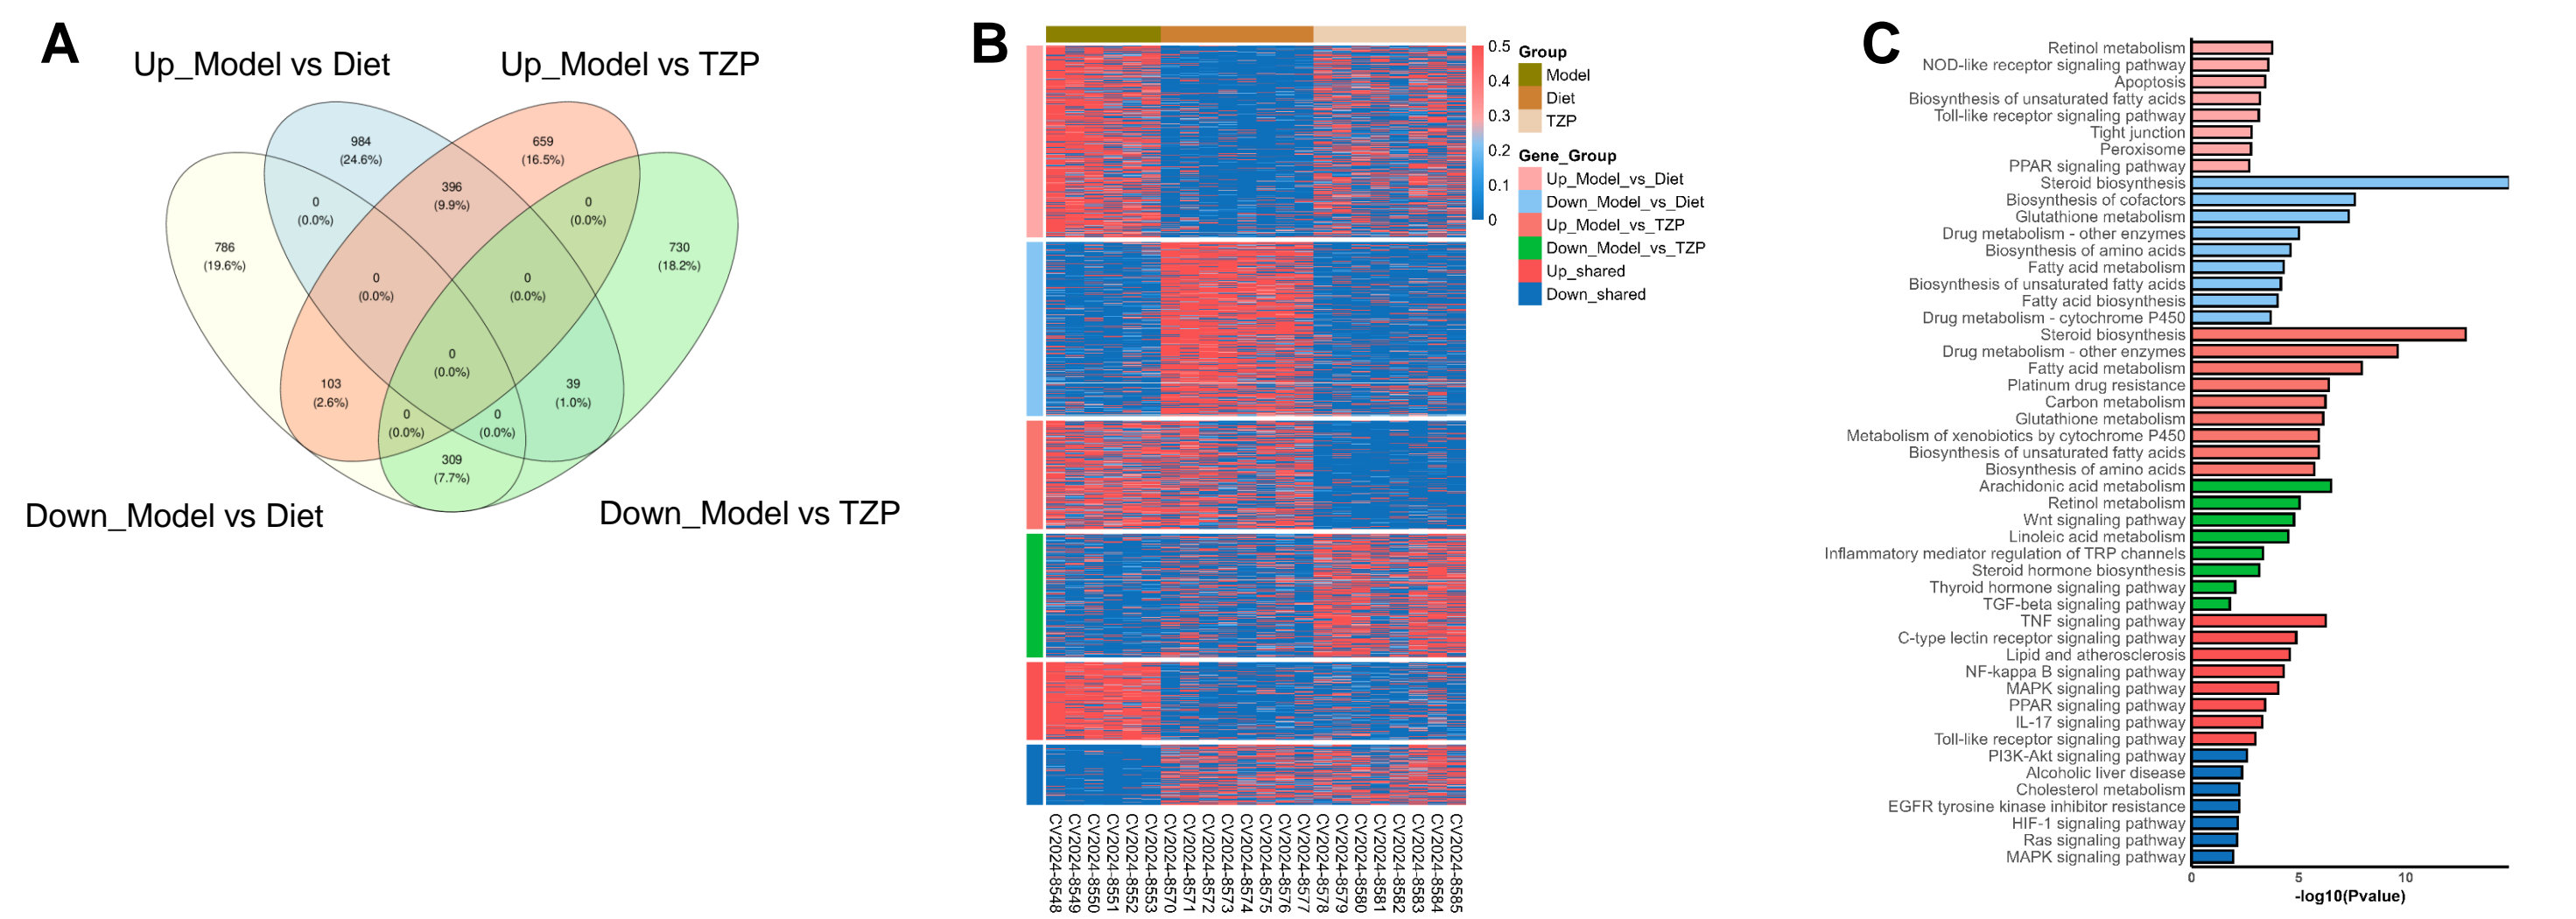 A
Up_Model vs Diet
Up_Model vs TZP
984
(24.6%)
659
(16.5%)
396
(9.9%)
0
(0.0%)
0
(0.0%)
786
(19.6%)
730
(18.2%)
0
(0.0%)
0
(0.0%)
0
(0.0%)
103
(2.6%)
39
(1.0%)
0
(0.0%)
0
(0.0%)
309
(7.7%)
Down_Model vs Diet
Down_Model vs TZP
B
0.5
0.4
0.3
0.2
0.1
0
Group
Model
Diet
TZP
Gene_Group
Up_Model_vs_Diet
Down_Model_vs_Diet
Up_Model_vs_TZP
Down_Model_vs_TZP
Up_shared
Down_shared
CV2024-8548
CV2024-8549
CV2024-8550
CV2024-8551
CV2024-8552
CV2024-8553
CV2024-8570
CV2024-8571
CV2024-8572
CV2024-8573
CV2024-8574
CV2024-8575
CV2024-8576
CV2024-8577
CV2024-8578
CV2024-8579
CV2024-8580
CV2024-8581
CV2024-8582
CV2024-8583
CV2024-8584
CV2024-8585
C
Retinol metabolism
NOD-like receptor signaling pathway
Apoptosis
Biosynthesis of unsaturated fatty acids
Toll-like receptor signaling pathway
Tight junction
Peroxisome
PPAR signaling pathway
Steroid biosynthesis
Biosynthesis of cofactors
Glutathione metabolism
Drug metabolism - other enzymes
Biosynthesis of amino acids
Fatty acid metabolism
Biosynthesis of unsaturated fatty acids
Fatty acid biosynthesis
Drug metabolism - cytochrome P450
Steroid biosynthesis
Drug metabolism - other enzymes
Fatty acid metabolism
Platinum drug resistance
Carbon metabolism
Glutathione metabolism
Metabolism of xenobiotics by cytochrome P450
Biosynthesis of unsaturated fatty acids
Biosynthesis of amino acids
Arachidonic acid metabolism
Retinol metabolism
Wnt signaling pathway
Linoleic acid metabolism
Inflammatory mediator regulation of TRP channels
Steroid hormone biosynthesis
Thyroid hormone signaling pathway
TGF-beta signaling pathway
TNF signaling pathway
C-type lectin receptor signaling pathway
Lipid and atherosclerosis
NF-kappa B signaling pathway
MAPK signaling pathway
PPAR signaling pathway
IL-17 signaling pathway
Toll-like receptor signaling pathway
PI3K-Akt signaling pathway
Alcoholic liver disease
Cholesterol metabolism
EGFR tyrosine kinase inhibitor resistance
HIF-1 signaling pathway
Ras signaling pathway
MAPK signaling pathway
0
5
10
-log10(Pvalue)